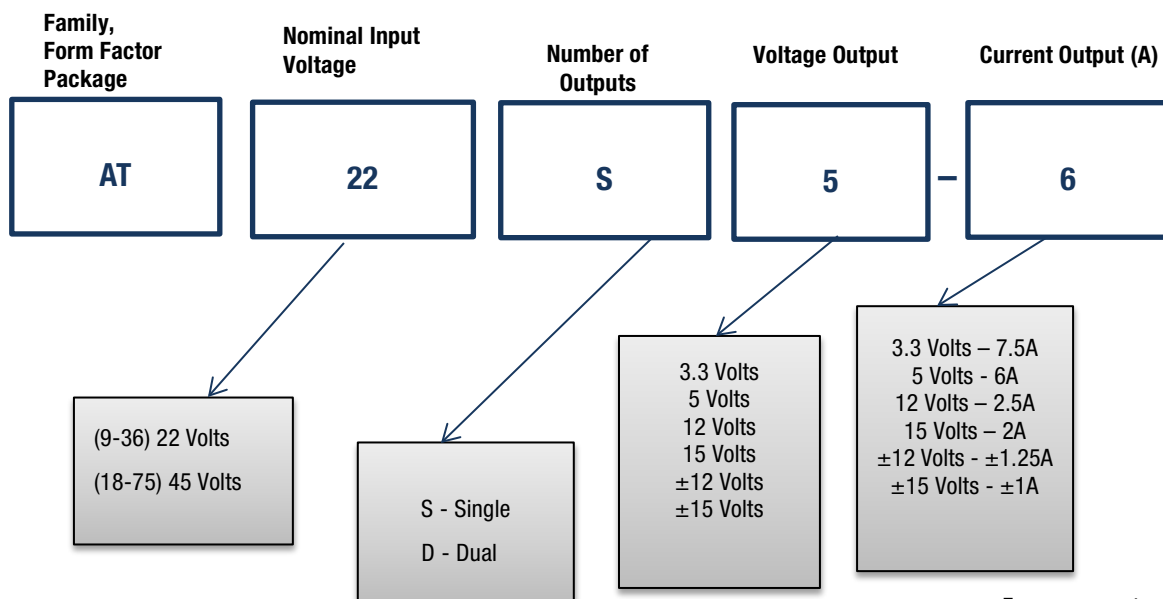 Family,
Form Factor
Package
Nominal Input
Voltage
Number of
Outputs
Voltage Output
Current Output (A)
AT
22
S
5
–
6
(9-36) 22 Volts
(18-75) 45 Volts
S - Single
D - Dual
3.3 Volts
5 Volts
12 Volts
15 Volts
±12 Volts
±15 Volts
3.3 Volts – 7.5A
5 Volts - 6A
12 Volts – 2.5A
15 Volts – 2A
±12 Volts - ±1.25A
±15 Volts - ±1A